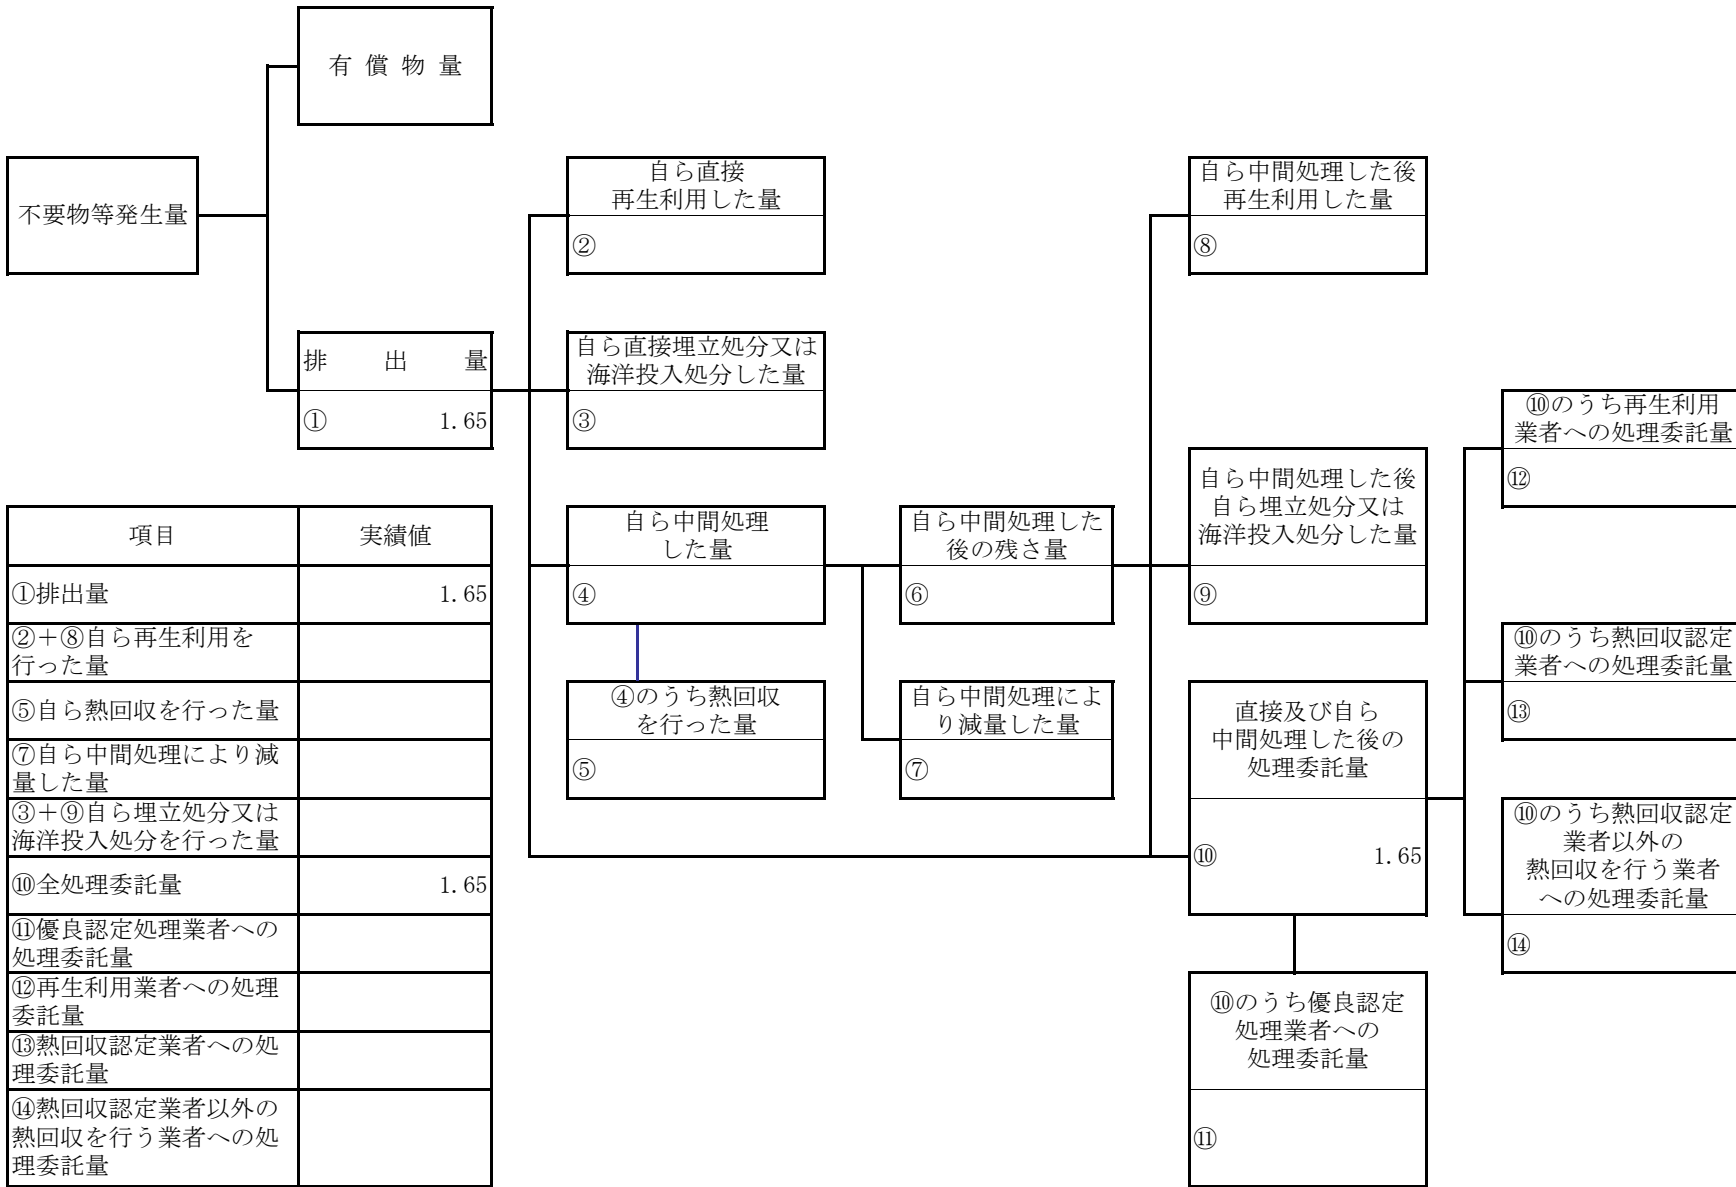 有 償 物 量
不要物等発生量
自ら直接
再生利用した量
②
自ら中間処理した後
再生利用した量
⑧
排 出 量
① 1.65
自ら直接埋立処分又は
海洋投入処分した量
③
⑩のうち再生利用
業者への処理委託量
⑫
自ら中間処理した後
自ら埋立処分又は
海洋投入処分した量
⑨
自ら中間処理
した量
④
自ら中間処理した
後の残さ量
⑥
⑩のうち熱回収認定
業者への処理委託量
⑬
④のうち熱回収
を行った量
⑤
自ら中間処理によ
り減量した量
⑦
直接及び自ら
中間処理した後の
処理委託量
⑩ 1.65
⑩のうち熱回収認定
業者以外の
熱回収を行う業者
への処理委託量
⑭
⑩のうち優良認定
処理業者への
処理委託量
⑪
項目 実績値
①排出量 1.65
②＋⑧自ら再生利用を
行った量
⑤自ら熱回収を行った量
⑦自ら中間処理により減
量した量
③＋⑨自ら埋立処分又は
海洋投入処分を行った量
⑩全処理委託量 1.65
⑪優良認定処理業者への
処理委託量
⑫再生利用業者への処理
委託量
⑬熱回収認定業者への処
理委託量
⑭熱回収認定業者以外の
熱回収を行う業者への処
理委託量